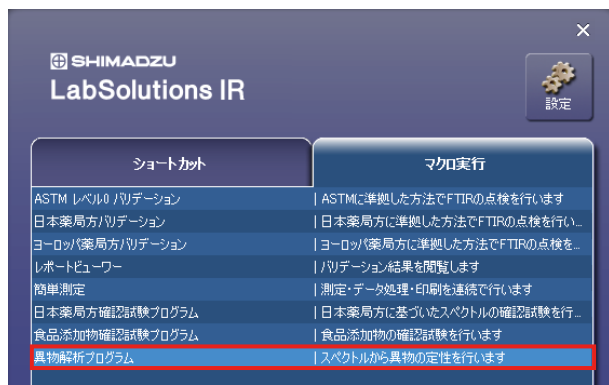 SHIMADZU
LabSolutions IR
設定
ショートカット
マクロ実行
ASTM レベル0 バリデーション | ASTMに準拠した方法でFTIRの点検を行います
日本薬局方バリデーション | 日本薬局方に準拠した方法でFTIRの点検を行い...
ヨーロッパ薬局方バリデーション | ヨーロッパ薬局方に準拠した方法でFTIRの点検を...
レポートビューワー | バリデーション結果を閲覧します
簡単測定 | 測定・データ処理・印刷を連続で行います
日本薬局方確認試験プログラム | 日本薬局方に基づいたスペクトルの確認試験を行...
食品添加物確認試験プログラム | 食品添加物の確認試験を行います
異物解析プログラム | スペクトルから異物の定性を行います